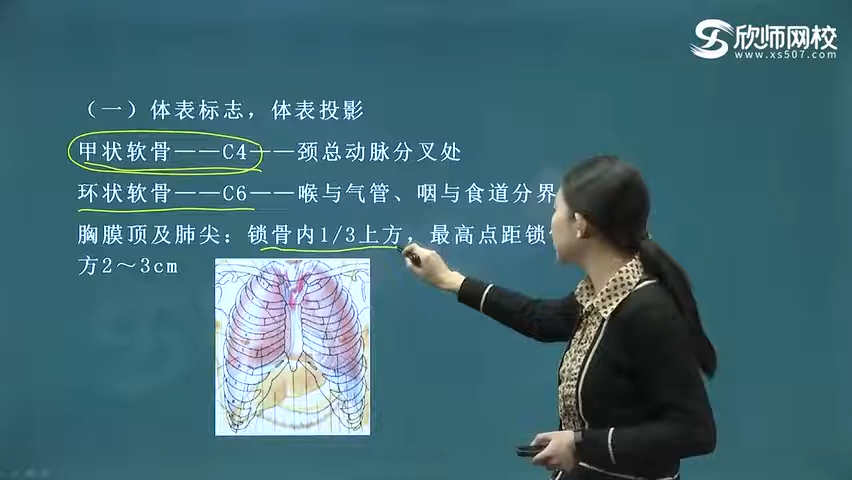 欣师网校
www.xs507.com
（一）体表标志，体表投影
甲状软骨——C4——颈总动脉分叉处
环状软骨——C6——喉与气管、咽与食道分界
胸膜顶及肺尖：锁骨内1/3上方，最高点距锁
方2～3cm